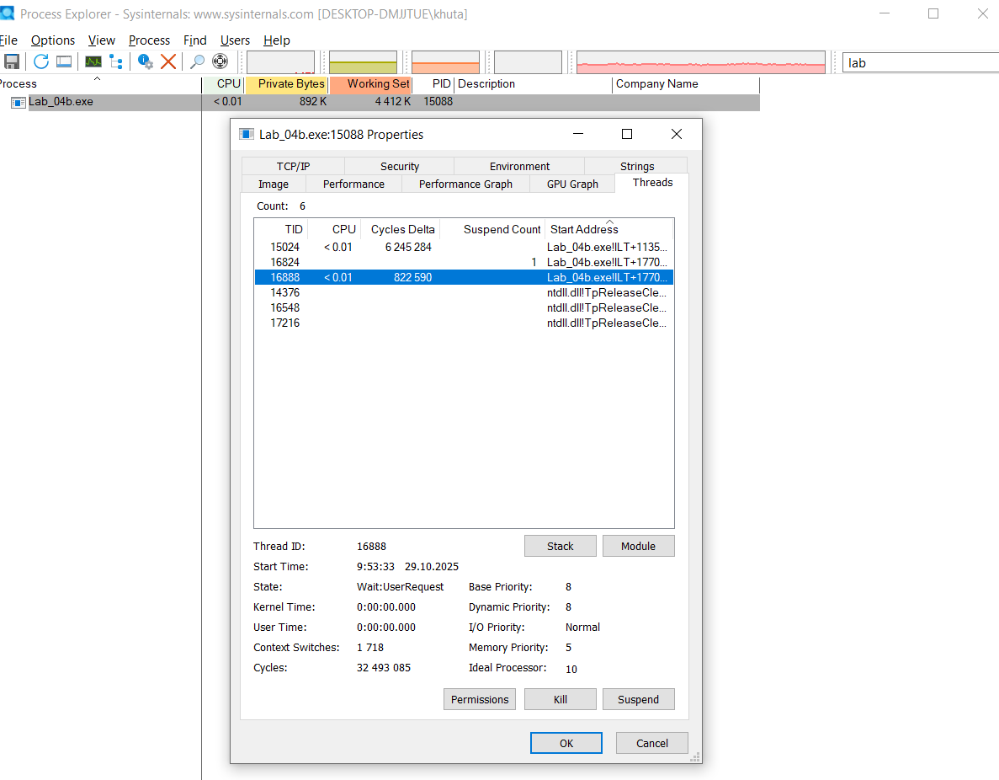 Process Explorer - Sysinternals: www.sysinternals.com [DESKTOP-DMJJTUE\khuta]
File Options View Process Find Users Help
lab
Process CPU Private Bytes Working Set PID Description Company Name
Lab_04b.exe < 0.01 892 K 4 412 K 15088
Lab_04b.exe:15088 Properties
TCP/IP Security Environment Strings
Image Performance Performance Graph GPU Graph Threads
Count: 6
TID CPU Cycles Delta Suspend Count Start Address
15024 < 0.01 6 245 284 Lab_04b.exe!ILT+1135...
16824 1 Lab_04b.exe!ILT+1770...
16888 < 0.01 822 590 Lab_04b.exe!ILT+1770...
14376 ntdll.dll!TpReleaseCle...
16548 ntdll.dll!TpReleaseCle...
17216 ntdll.dll!TpReleaseCle...
Thread ID: 16888 Stack Module
Start Time: 9:53:33 29.10.2025
State: Wait:UserRequest Base Priority: 8
Kernel Time: 0:00:00.000 Dynamic Priority: 8
User Time: 0:00:00.000 I/O Priority: Normal
Context Switches: 1 718 Memory Priority: 5
Cycles: 32 493 085 Ideal Processor: 10
Permissions Kill Suspend
OK Cancel